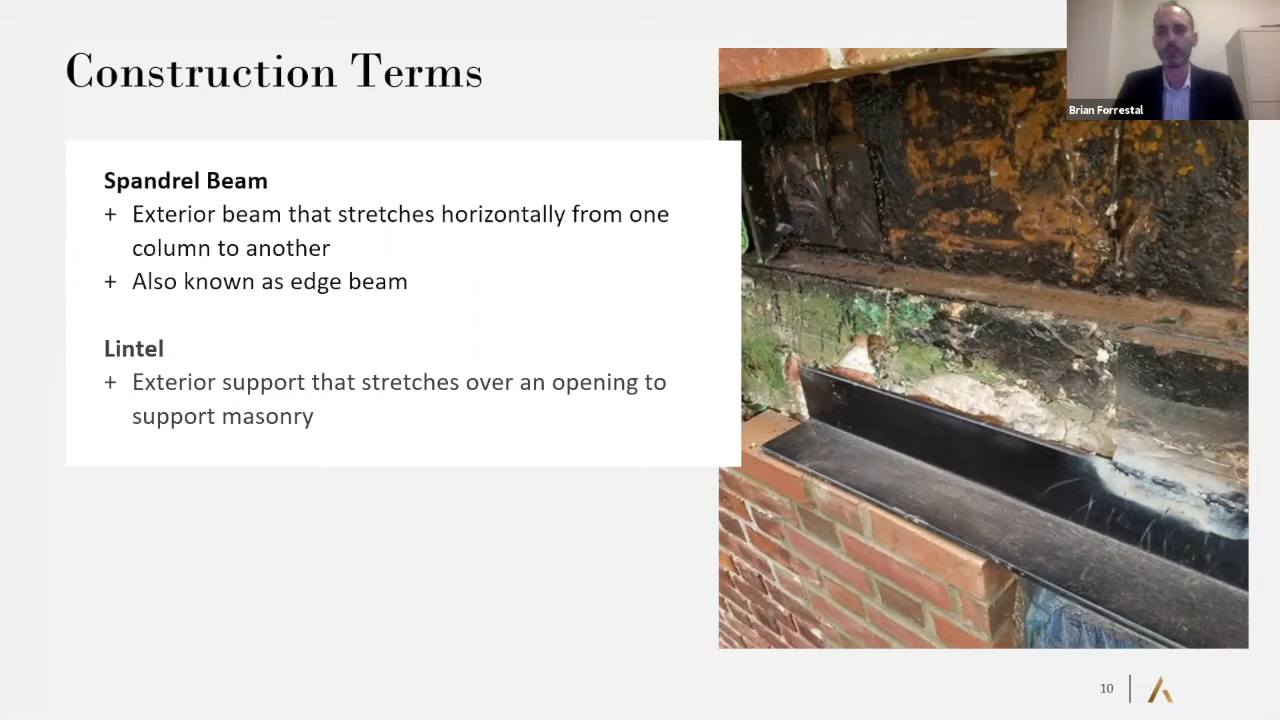 Construction Terms
Brian Forrestal
Spandrel Beam
+ Exterior beam that stretches horizontally from one
column to another
+ Also known as edge beam
Lintel
+ Exterior support that stretches over an opening to
support masonry
10